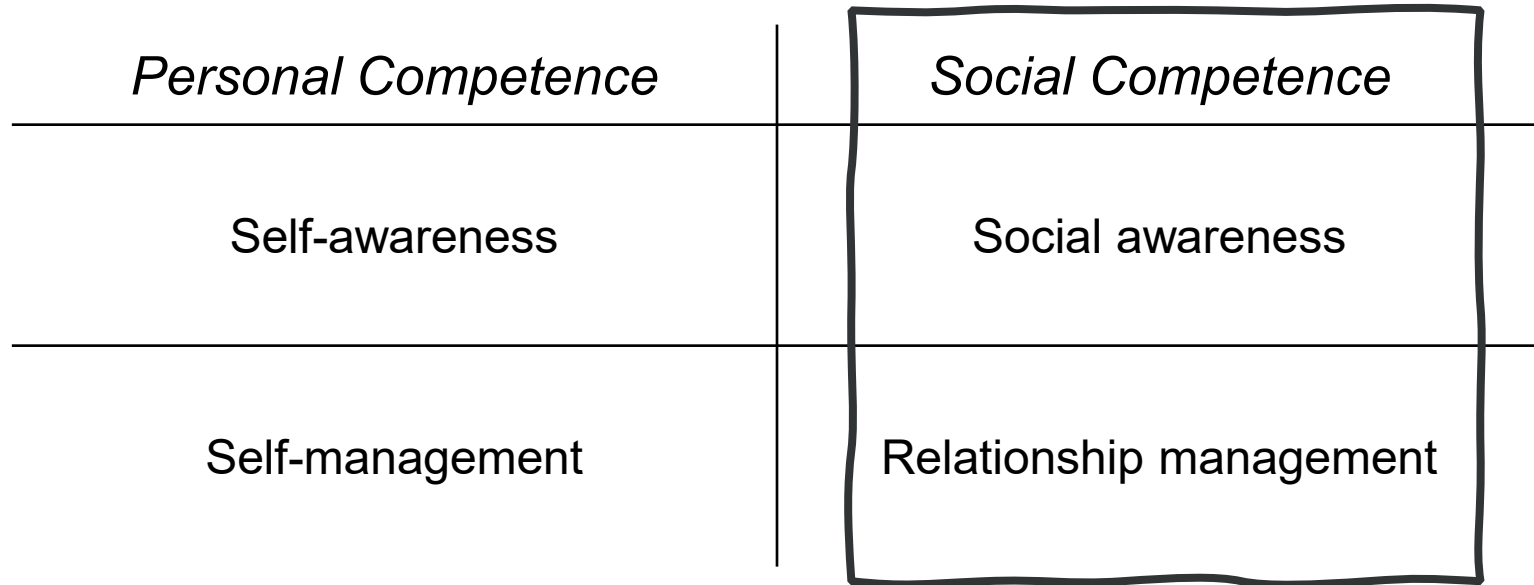 Personal Competence
Social Competence
Self-awareness
Social awareness
Self-management
Relationship management